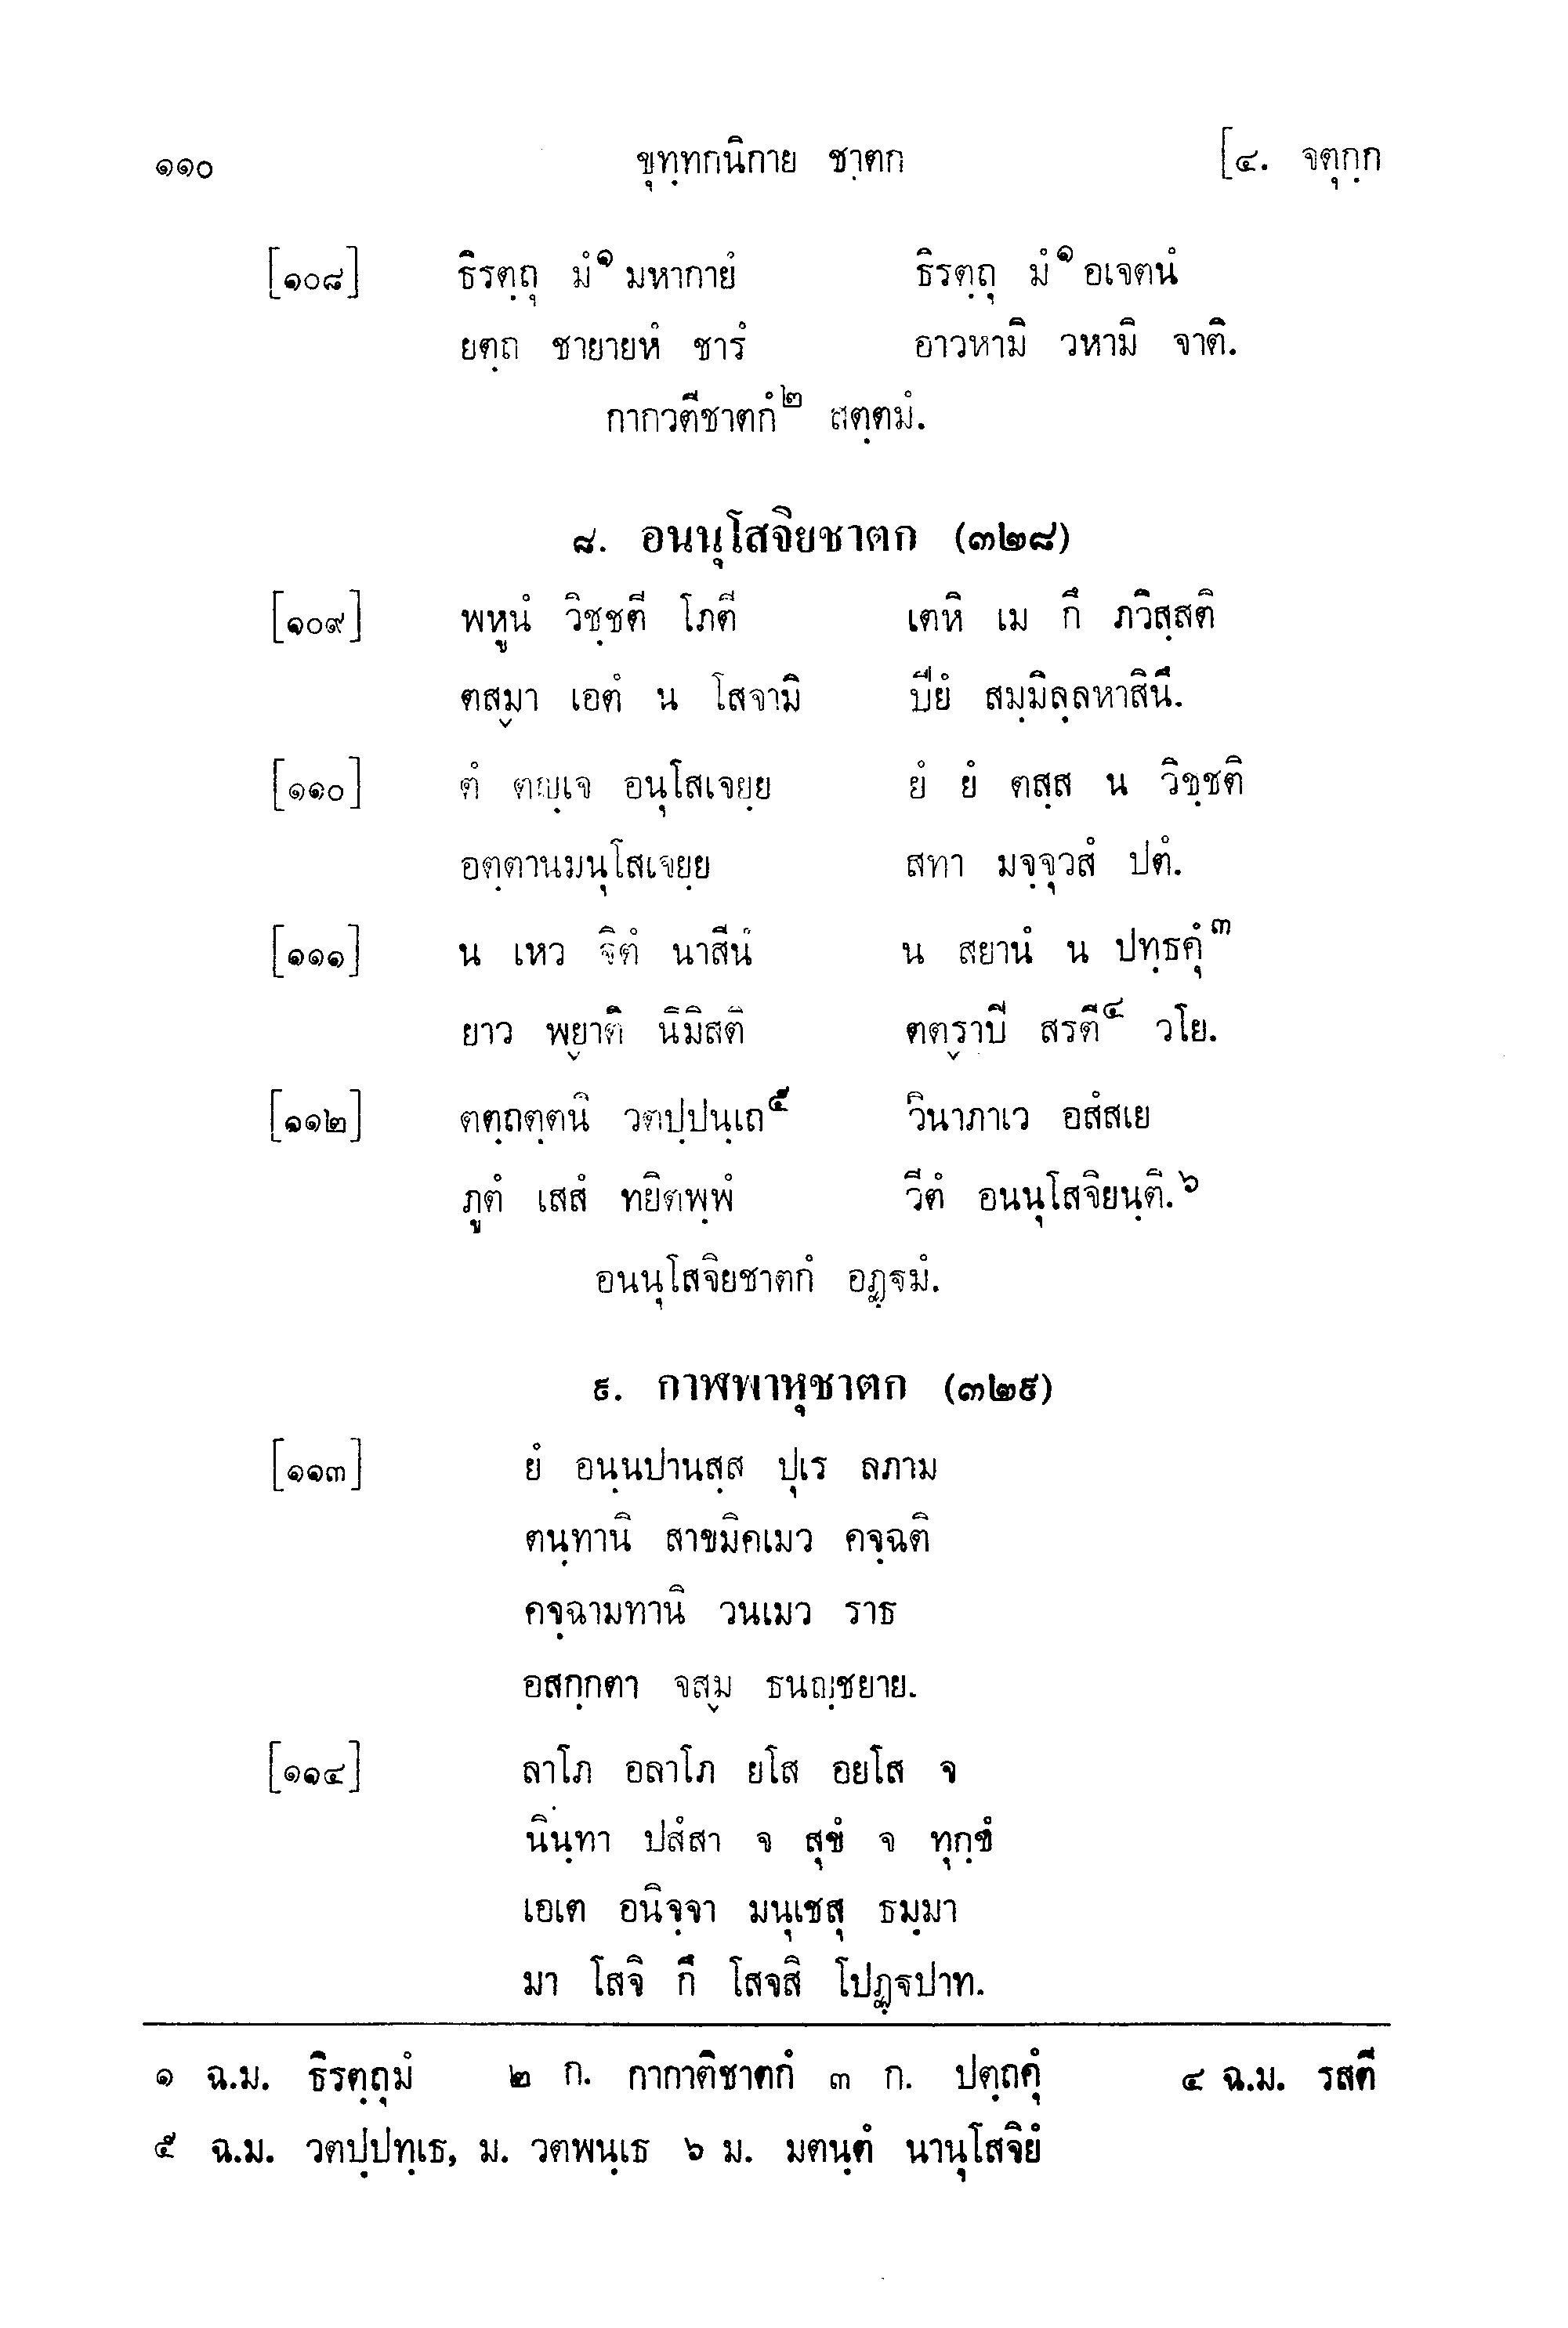 ๑๑๐ ขุทฺทกนิกาย ชาตก [๔. จตุกฺก
[๑๐๘] ธิรตฺถุ มํ๑ มหากายํ ธิรตฺถุ มํ๑ อเจตนํ
ยตฺถ ชายายหํ ชารํ อาวหามิ วหามิ จาติ.
กากวตีชาตกํ๒ สตฺตมํ.
๘. อนนุโสจิยชาตก (๓๒๘)
[๑๐๙] พหูนํ วิชฺชตี โภตี เตหิ เม กึ ภวิสฺสติ
ตสฺมา เอตํ น โสจามิ ปิยํ สมฺมิลฺลหาสินึ.
[๑๑๐] ตํ ตญฺเจ อนุโสเจยฺย ยํ ยํ ตสฺส น วิชฺชติ
อตฺตานมนุโสเจยฺย สทา มจฺจุวสํ ปตํ.
[๑๑๑] น เหว ฐิตํ นาสีนํ น สยานํ น ปทฺธคุํ๓
ยาว พฺยาติ นิมิสติ ตตฺราปิ สรตี๔ วโย.
[๑๑๒] ตตฺถตฺตนิ วตปฺปนฺเถ๕ วินาภาเว อสํสเย
ภูตํ เสสํ ทยิตพฺพํ วีตํ อนนุโสจิยนฺติ.๖
อนนุโสจิยชาตกํ อฏฺฐมํ.
๙. กาฬพาหุชาตก (๓๒๙)
[๑๑๓] ยํ อนฺนปานสฺส ปุเร ลภาม
ตนฺทานิ สาขมิคเมว คจฺฉติ
คจฺฉามทานิ วนเมว ราธ
อสกฺกตา จสฺม ธนญฺชยาย.
[๑๑๔] ลาโภ อลาโภ ยโส อยโส จ
นินฺทา ปสํสา จ สุขํ จ ทุกฺขํ
เอเต อนิจฺจา มนุเชสุ ธมฺมา
มา โสจิ กึ โสจสิ โปฏฺฐปาท.
๑ ฉ.ม. ธิรตฺถุมํ ๒ ก. กากาติชาตกํ ๓ ก. ปตฺถคุํ ๔ ฉ.ม. รสตี
๕ ฉ.ม. วตปฺปทฺเธ, ม. วตพนฺเธ ๖ ม. มตนฺตํ นานุโสจิยํ